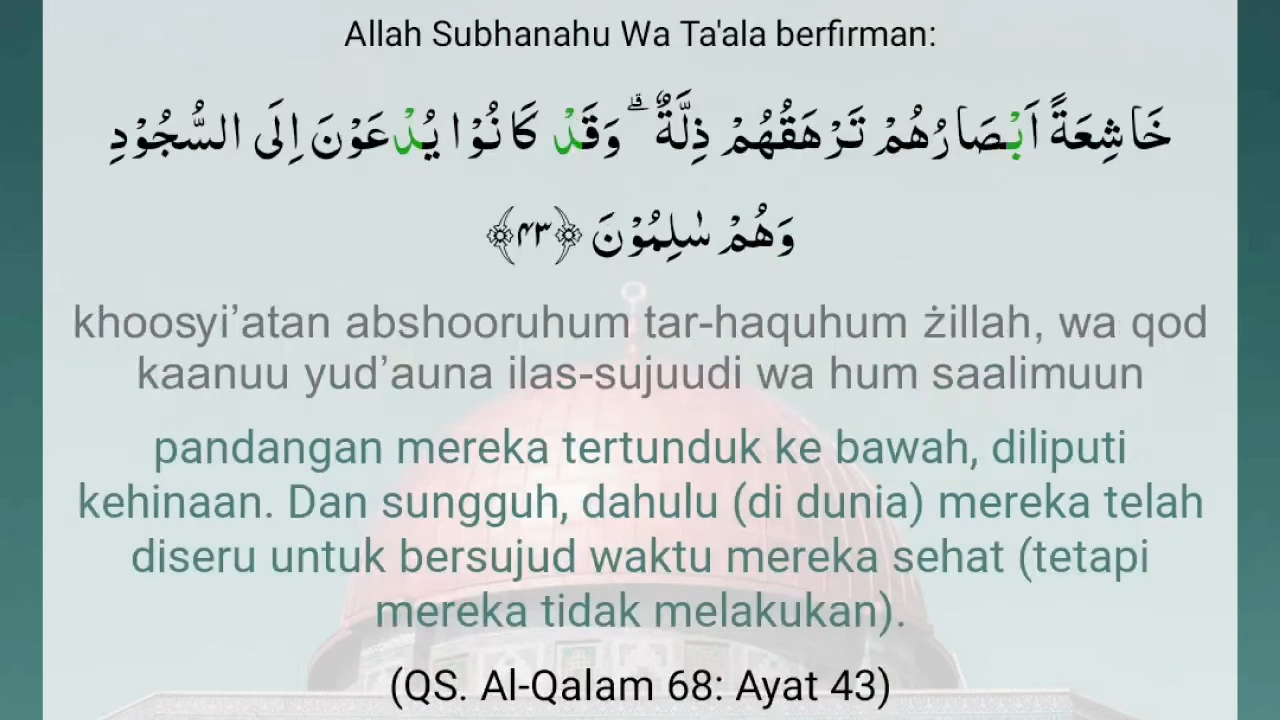 Allah Subhanahu Wa Ta'ala berfirman:
خَاشِعَةً اَبْصَارُهُمْ تَرْهَقُهُمْ ذِلَّةٌ ۗ وَقَدْ كَانُوْا يُدْعَوْنَ اِلَى السُّجُوْدِ
وَهُمْ سٰلِمُوْنَ ﴿۴۳﴾
khoosyi’atan abshooruhum tar-haquhum żillah, wa qod
kaanuu yud’auna ilas-sujuudi wa hum saalimuun
pandangan mereka tertunduk ke bawah, diliputi
kehinaan. Dan sungguh, dahulu (di dunia) mereka telah
diseru untuk bersujud waktu mereka sehat (tetapi
mereka tidak melakukan).
(QS. Al-Qalam 68: Ayat 43)